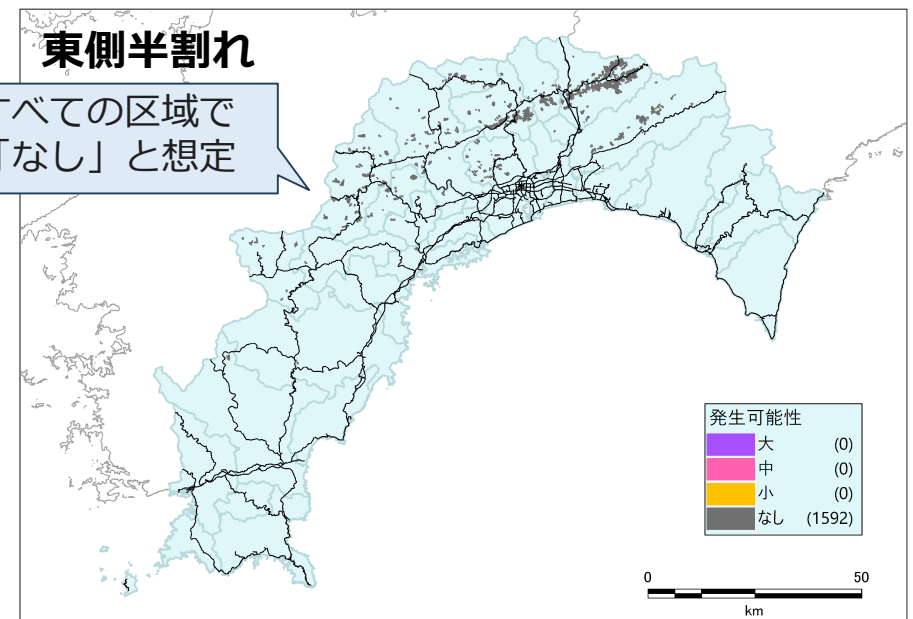 東側半割れ
すべての区域で
「なし」と想定
発生可能性
大 (0)
中 (0)
小 (0)
なし (1592)
0 50
km